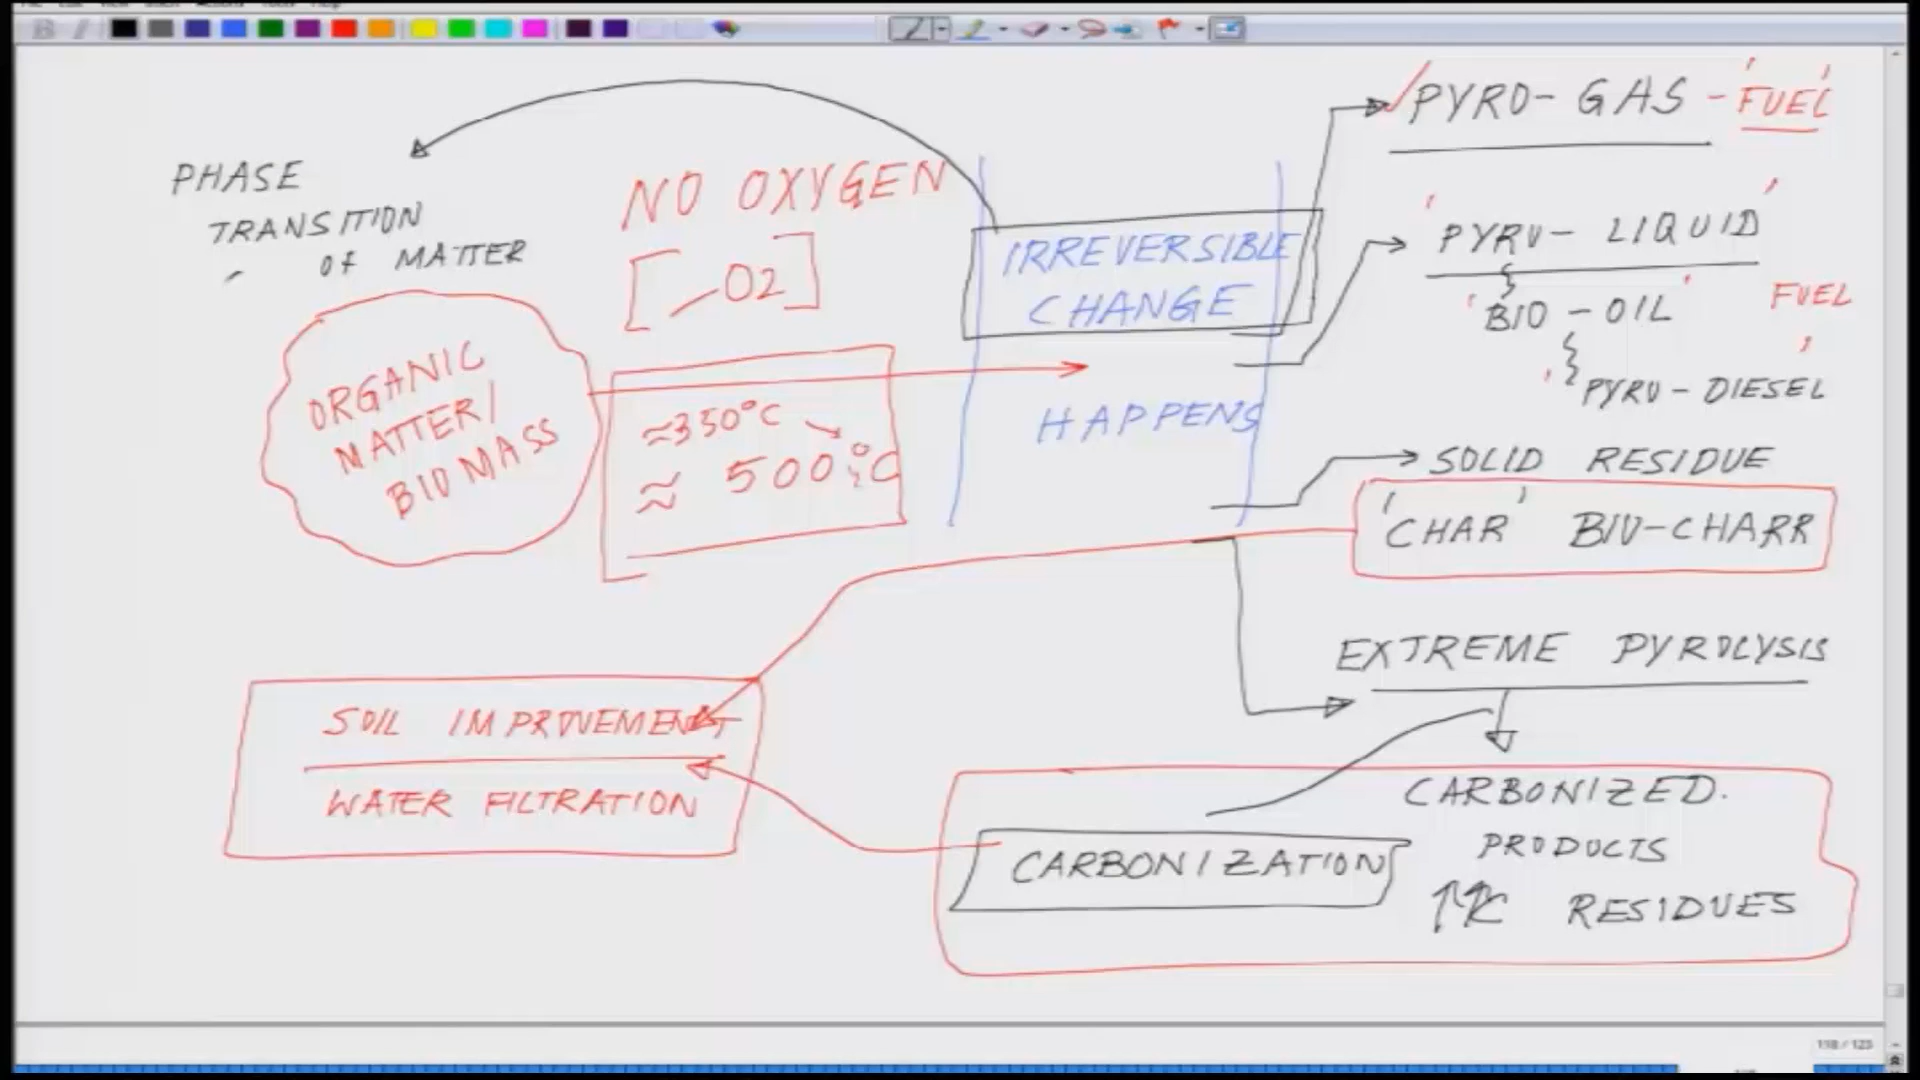 PHASE
TRANSITION
Of MATTER
NO OXYGEN
[-O2]
ORGANIC
MATTER/
BIOMASS
≈350°C
≈ 500°C
IRREVERSIBLE
CHANGE
HAPPENS
PYRO- GAS - 'FUEL'
'PYRO- LIQUID'
'BIO - OIL'
FUEL
PYRO - DIESEL
SOLID RESIDUE
'CHAR' BIO-CHARR
EXTREME PYROLYSIS
CARBONIZED.
PRODUCTS
↑↑C RESIDUES
CARBONIZATION
SOIL IMPROVEMENT
WATER FILTRATION
118 / 123